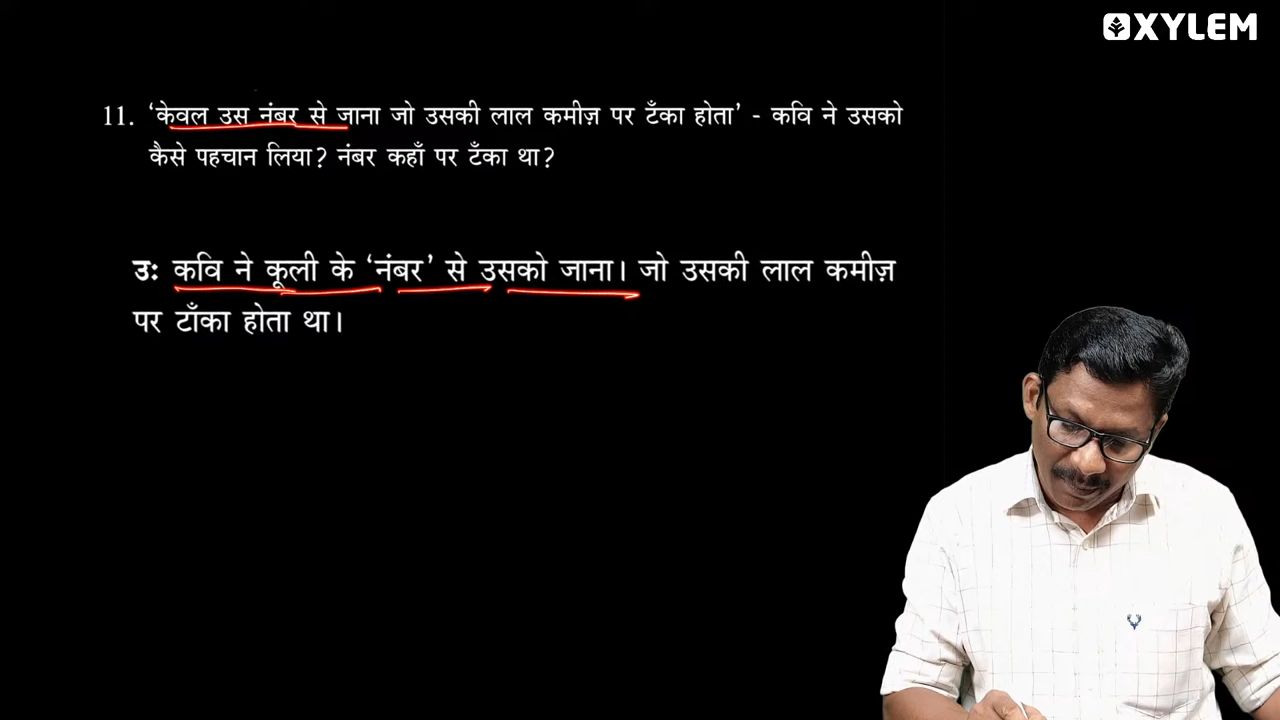 XYLEM
11. ‘केवल उस नंबर से जाना जो उसकी लाल कमीज़ पर टँका होता’ - कवि ने उसको
कैसे पहचान लिया? नंबर कहाँ पर टँका था?
उः कवि ने कूली के ‘नंबर’ से उसको जाना। जो उसकी लाल कमीज़
पर टाँका होता था।